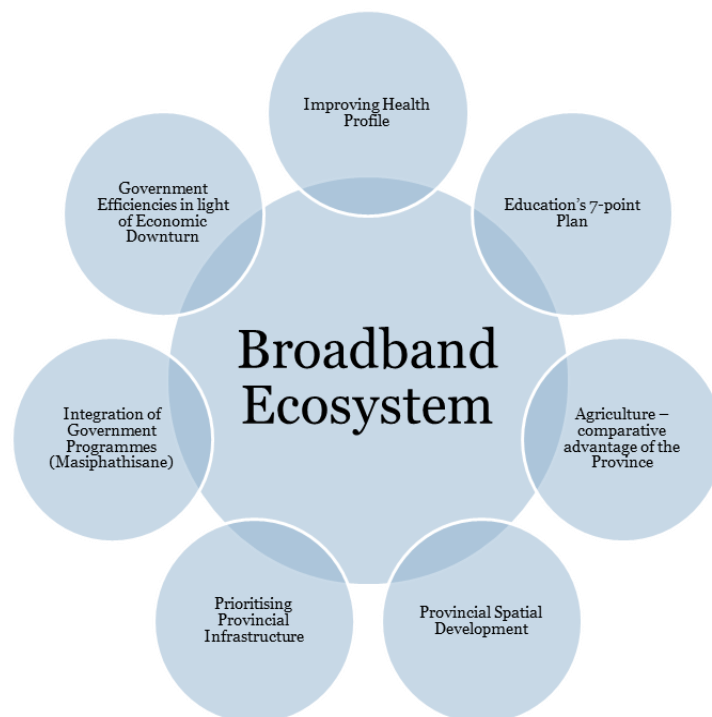 Improving Health
Profile
Education’s 7-point
Plan
Agriculture –
comparative
advantage of the
Province
Provincial Spatial
Development
Prioritising
Provincial
Infrastructure
Integration of
Government
Programmes
(Masiphathisane)
Government
Efficiencies in light
of Economic
Downturn
Broadband
Ecosystem